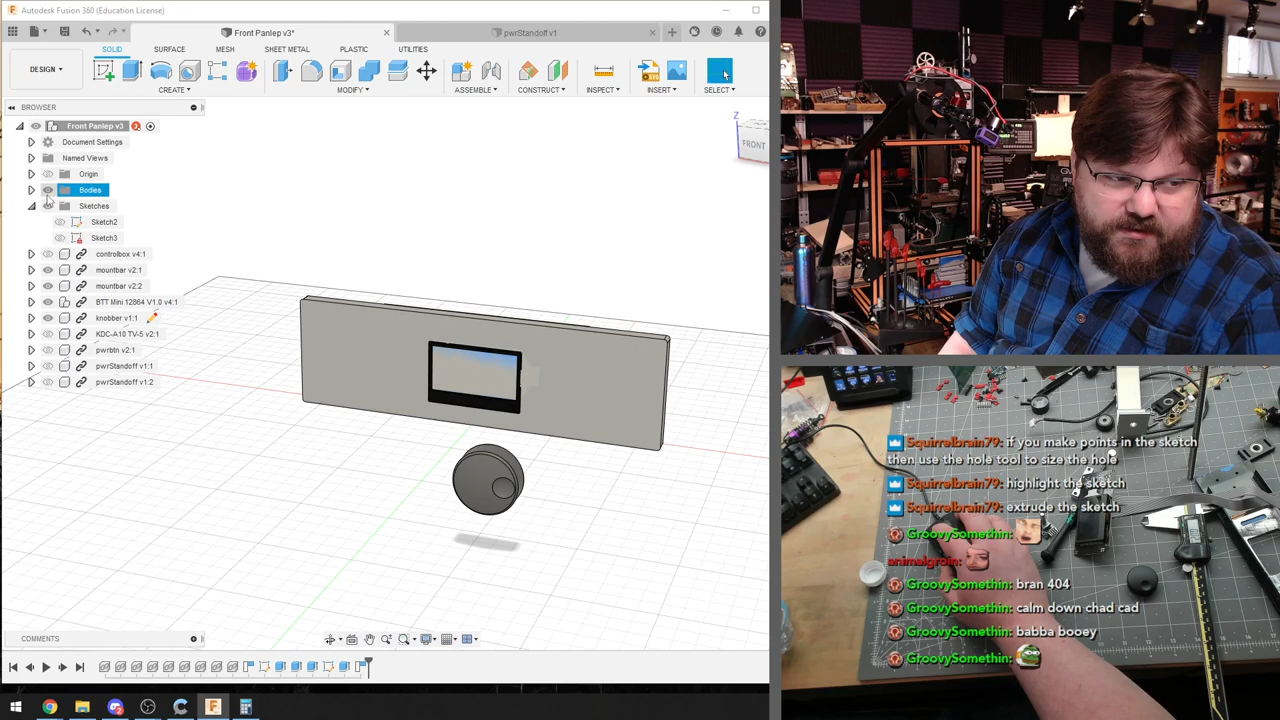 Autodesk Fusion 360 (Education License)
Front Panlep v3*
pwrStandoff v1
DESIGN
SOLID
SURFACE
MESH
SHEET METAL
PLASTIC
UTILITIES
CREATE
MODIFY
ASSEMBLE
CONSTRUCT
INSPECT
INSERT
SELECT
BROWSER
Front Panlep v3
Document Settings
Named Views
Origin
Bodies
Sketches
Sketch2
Sketch3
controlbox v4:1
mountbar v2:1
mountbar v2:2
BTT Mini 12864 V1.0 v4:1
knobber v1:1
KDC-A10 TV-5 v2:1
pwrbtn v2:1
pwrStandoff v1:1
pwrStandoff v1:2
Z
FRONT
COMMENTS
Squirrelbrain79: if you make points in the sketch
then use the hole tool to size the hole
Squirrelbrain79: highlight the sketch
Squirrelbrain79: extrude the sketch
GroovySomethin:
animalgroin:
GroovySomethin: bran 404
GroovySomethin: calm down chad cad
GroovySomethin: babba booey
GroovySomethin: